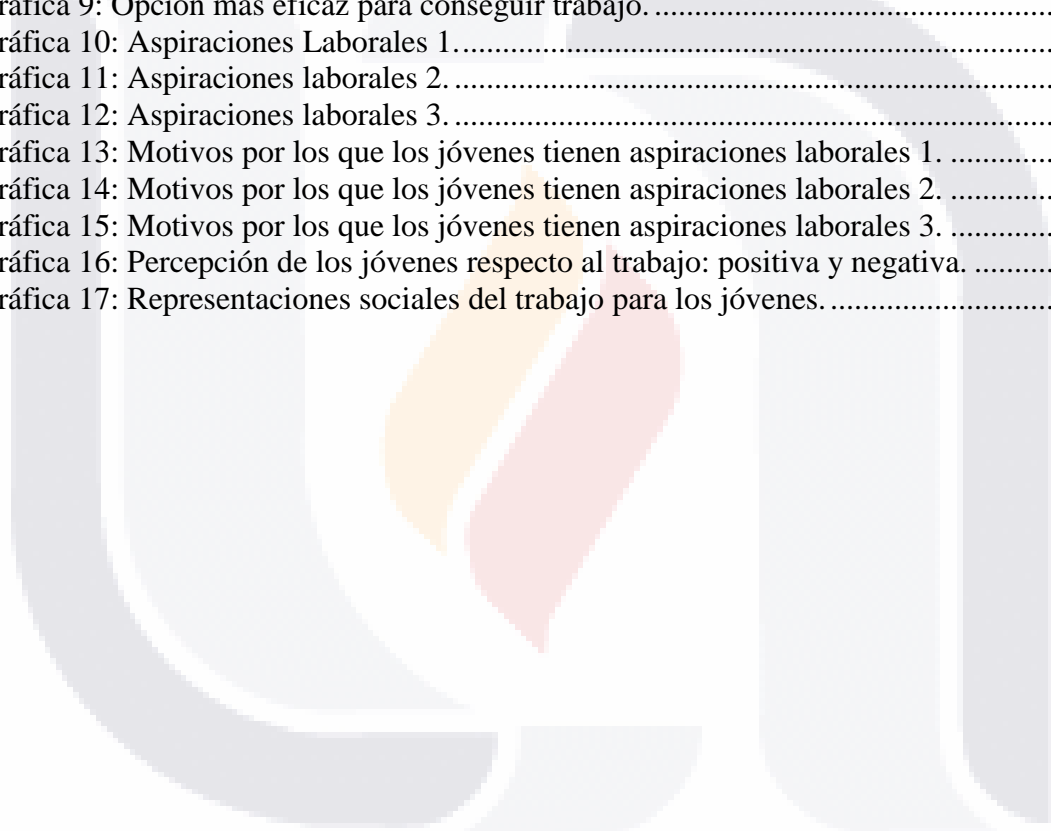 ráfica 9: Opción más eficaz para conseguir trabajo. ........................................................
ráfica 10: Aspiraciones Laborales 1. ...........................................................................
ráfica 11: Aspiraciones laborales 2. ............................................................................
ráfica 12: Aspiraciones laborales 3. ............................................................................
ráfica 13: Motivos por los que los jóvenes tienen aspiraciones laborales 1. .............
ráfica 14: Motivos por los que los jóvenes tienen aspiraciones laborales 2. .............
ráfica 15: Motivos por los que los jóvenes tienen aspiraciones laborales 3. .............
ráfica 16: Percepción de los jóvenes respecto al trabajo: positiva y negativa. ..........
ráfica 17: Representaciones sociales del trabajo para los jóvenes. ............................